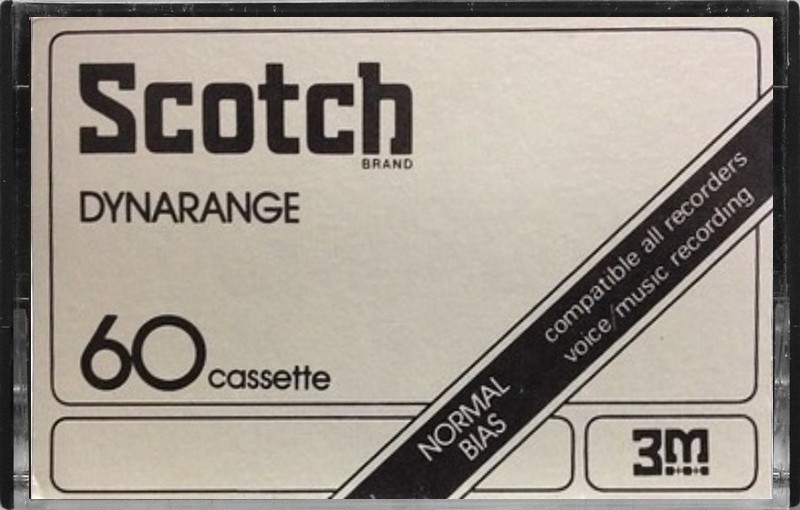 Scotch
BRAND
DYNARANGE
60 cassette
compatible all recorders
voice/music recording
NORMAL
BIAS
3M